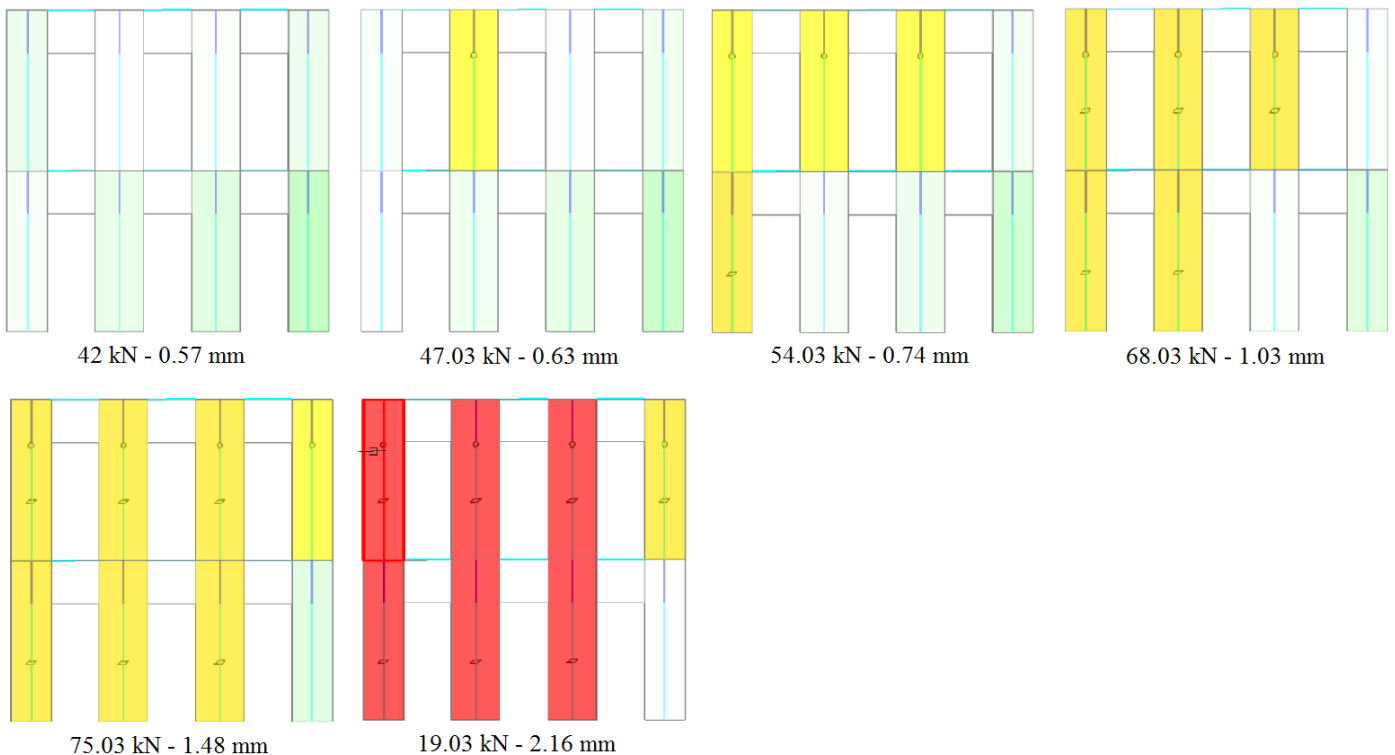 42 kN - 0.57 mm
47.03 kN - 0.63 mm
54.03 kN - 0.74 mm
68.03 kN - 1.03 mm
75.03 kN - 1.48 mm
19.03 kN - 2.16 mm